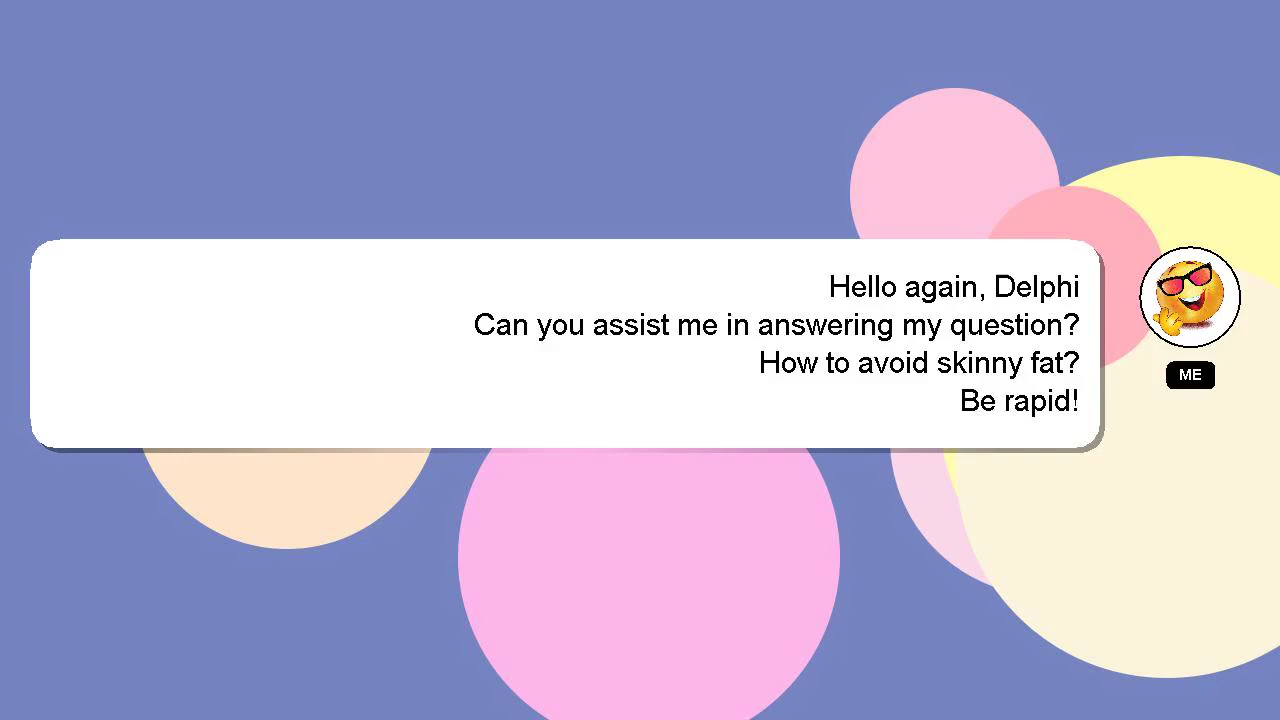 Hello again, Delphi
Can you assist me in answering my question?
How to avoid skinny fat?
Be rapid!
ME